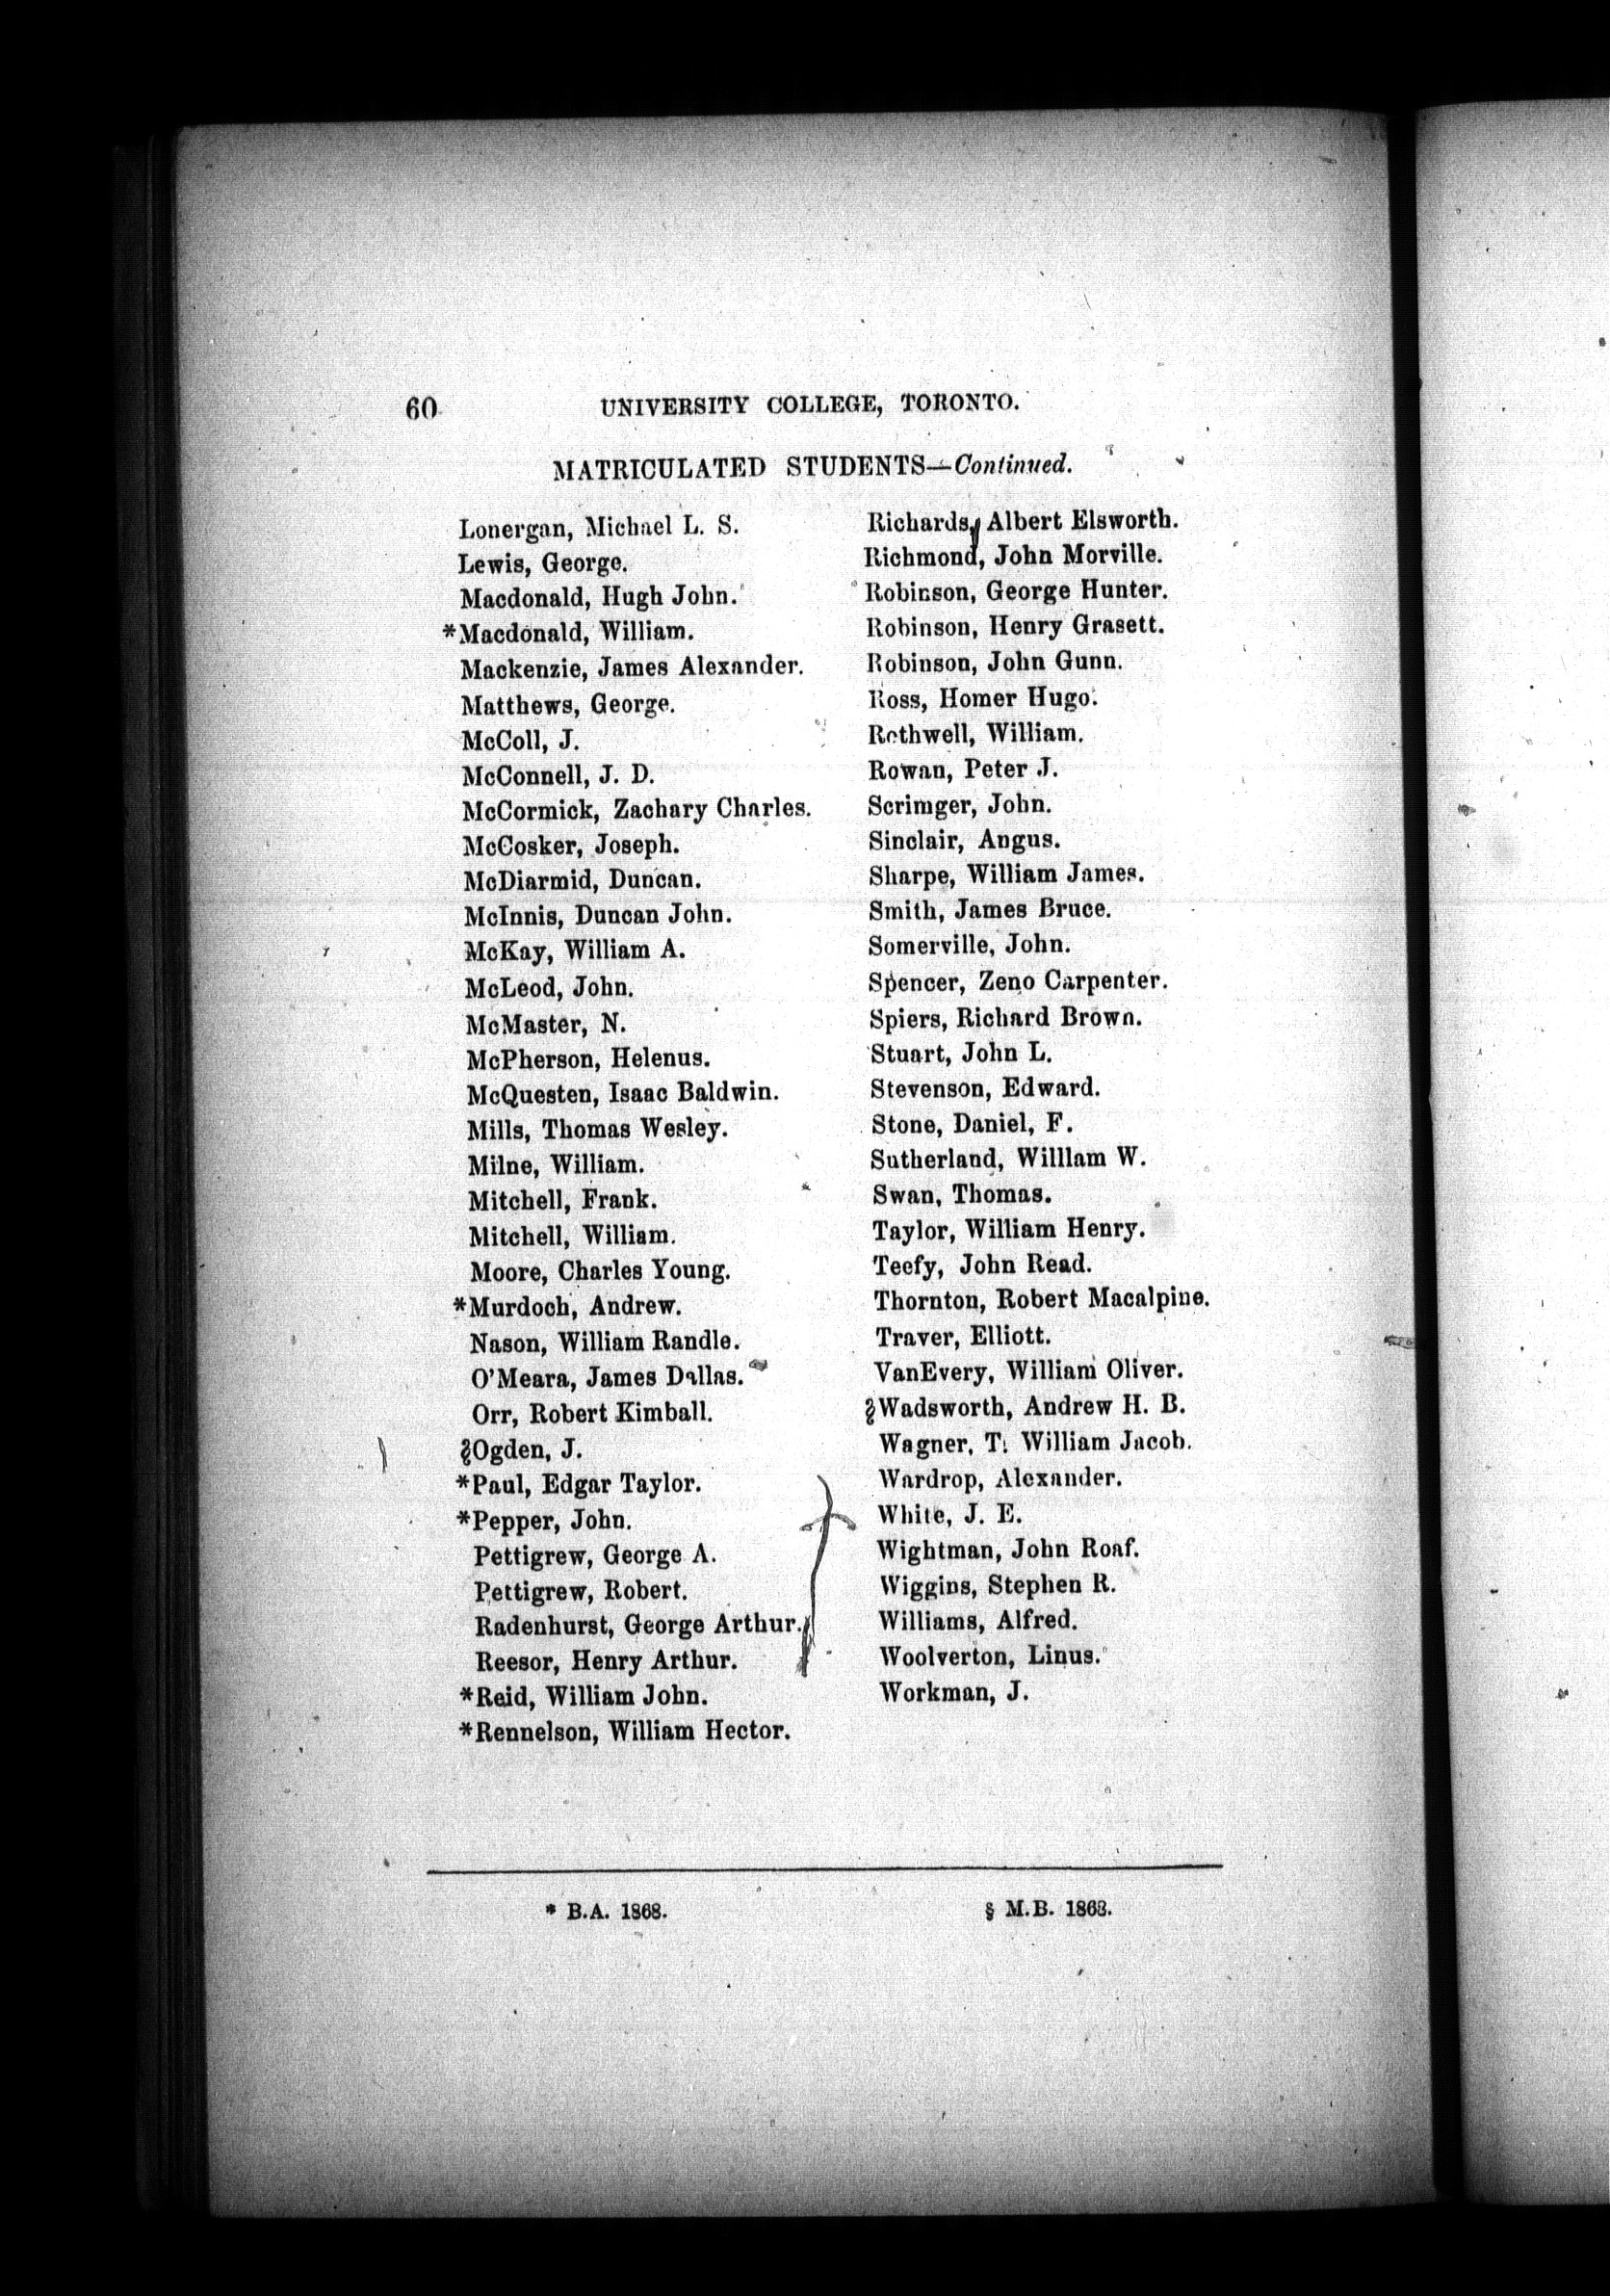 60
UNIVERSITY COLLEGE, TORONTO.
MATRICULATED STUDENTS—Continued.
Lonergan, Michael L. S.
Lewis, George.
Macdonald, Hugh John.
*Macdonald, William.
Mackenzie, James Alexander.
Matthews, George.
McColl, J.
McConnell, J. D.
McCormick, Zachary Charles.
McCosker, Joseph.
McDiarmid, Duncan.
McInnis, Duncan John.
McKay, William A.
McLeod, John.
McMaster, N.
McPherson, Helenus.
McQuesten, Isaac Baldwin.
Mills, Thomas Wesley.
Milne, William.
Mitchell, Frank.
Mitchell, William.
Moore, Charles Young.
*Murdoch, Andrew.
Nason, William Randle.
O'Meara, James Dallas.
Orr, Robert Kimball.
§Ogden, J.
*Paul, Edgar Taylor.
*Pepper, John.
Pettigrew, George A.
Pettigrew, Robert.
Radenhurst, George Arthur.
Reesor, Henry Arthur.
*Reid, William John.
*Rennelson, William Hector.
Richards, Albert Elsworth.
Richmond, John Morville.
Robinson, George Hunter.
Robinson, Henry Grasett.
Robinson, John Gunn.
Ross, Homer Hugo.
Rothwell, William.
Rowan, Peter J.
Scrimger, John.
Sinclair, Angus.
Sharpe, William James.
Smith, James Bruce.
Somerville, John.
Spencer, Zeno Carpenter.
Spiers, Richard Brown.
Stuart, John L.
Stevenson, Edward.
Stone, Daniel, F.
Sutherland, Willlam W.
Swan, Thomas.
Taylor, William Henry.
Teefy, John Read.
Thornton, Robert Macalpine.
Traver, Elliott.
VanEvery, William Oliver.
§Wadsworth, Andrew H. B.
Wagner, T. William Jacob.
Wardrop, Alexander.
White, J. E.
Wightman, John Roaf.
Wiggins, Stephen R.
Williams, Alfred.
Woolverton, Linus.
Workman, J.
* B.A. 1868.
§ M.B. 1868.